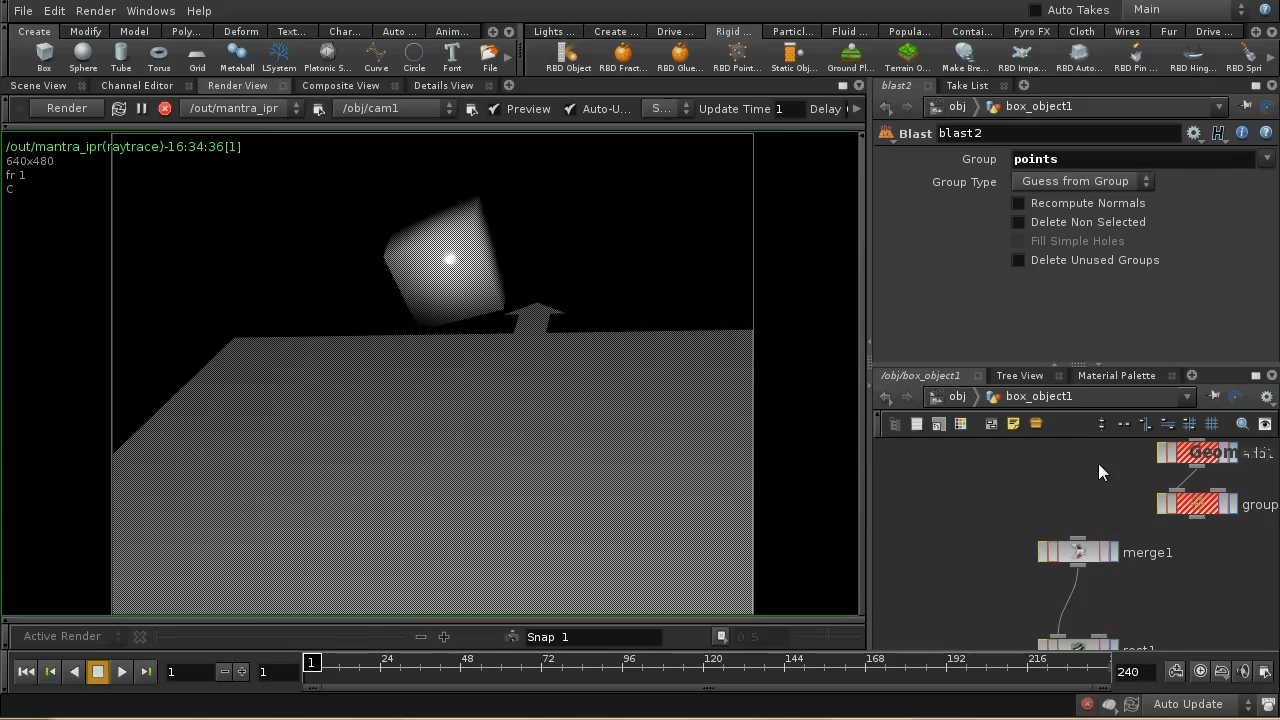 File Edit Render Windows Help Auto Takes Main
Create Modify Model Poly... Deform Text... Char... Auto ... Anim... Lights ... Create ... Drive ... Rigid ... Particl... Fluid ... Popula... Contai... Pyro FX Cloth Wires Fur Drive ...
Box Sphere Tube Torus Grid Metaball LSystem Platonic S... Curve Circle Font File RBD Object RBD Fract... RBD Glue... RBD Point... Static Obj... Ground Pl... Terrain O... Make Bre... RBD Impa... RBD Auto... RBD Pin ... RBD Hing... RBD Spri
Scene View Channel Editor Render View Composite View Details View blast2 Take List
Render /out/mantra_ipr /obj/cam1 Preview Auto-U... S... Update Time 1 Delay obj box_object1
Blast blast2
/out/mantra_ipr(raytrace)-16:34:36[1]
640x480
fr 1
C
Group points
Group Type Guess from Group
Recompute Normals
Delete Non Selected
Fill Simple Holes
Delete Unused Groups
/obj/box_object1 Tree View Material Palette
obj box_object1
Geom
group
merge1
Active Render Snap 1 0.5
1 1 1 24 48 72 96 120 144 168 192 216 240
Auto Update